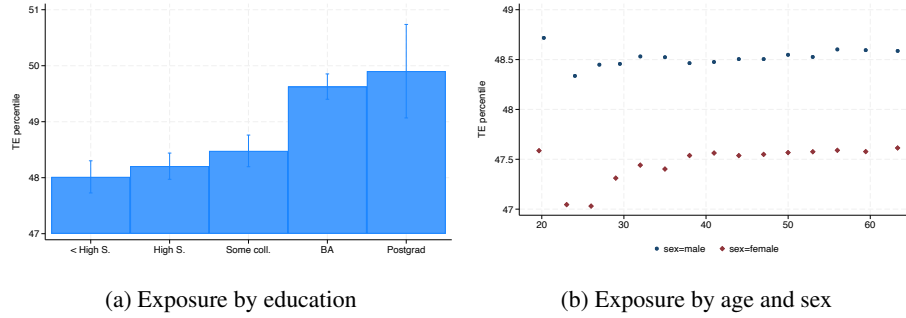 51
50
49
48
47
TE percentile
< High S. High S. Some coll. BA Postgrad
(a) Exposure by education
49
48.5
48
47.5
47
TE percentile
20 30 40 50 60
sex=male sex=female
(b) Exposure by age and sex